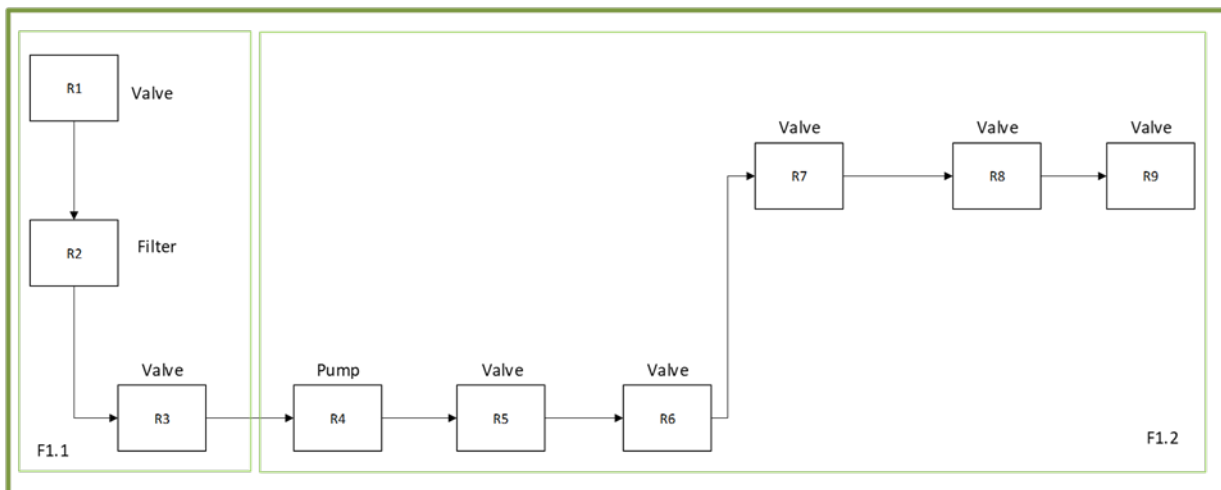 R1
Valve
R2
Filter
Valve
R3
F1.1
Pump
R4
Valve
R5
Valve
R6
Valve
R7
Valve
R8
Valve
R9
F1.2